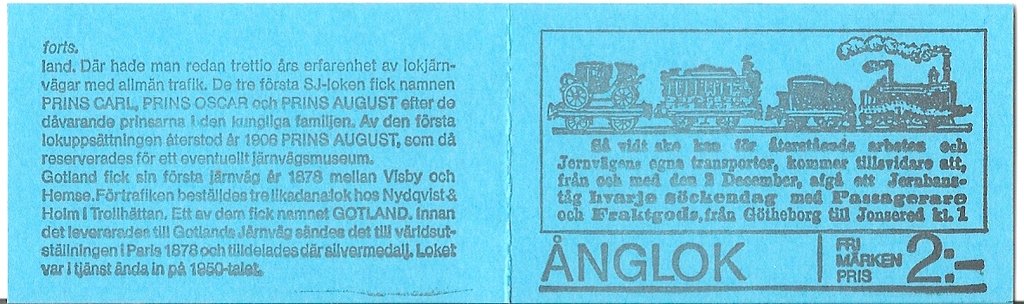 forts.
land. Där hade man redan trettio års erfarenhet av lokjärn-
vägar med allmän trafik. De tre första SJ-loken fick namnen
PRINS CARL, PRINS OSCAR och PRINS AUGUST efter de
dåvarande prinsarna i den kungliga familjen. Av den första
lokuppsättningen återstod år 1906 PRINS AUGUST, som då
reserverades för ett eventuellt järnvägsmuseum.
Gotland fick sin första järnväg år 1878 mellan Visby och
Hemse. Förtrafiken beställdes tre likadana lok hos Nydqvist &
Holm i Trollhättan. Ett av dem fick namnet GOTLAND. Innan
det levererades till Gotlands Järnväg sändes det till världsut-
ställningen i Paris 1878 och tilldelades där silvermedalj. Loket
var i tjänst ända in på 1950-talet.
Så vidt ske kan för återstående arbetes och
Jernvägens egna transporter, kommer tillsvidare att,
från och med den 2 December, afgå ett Jernbans-
tåg hvarje söckendag med Passagerare
och Fraktgods, från Götheborg till Jonsered kl. 1
ÅNGLOK
FRI
MÄRKEN
PRIS
2:-